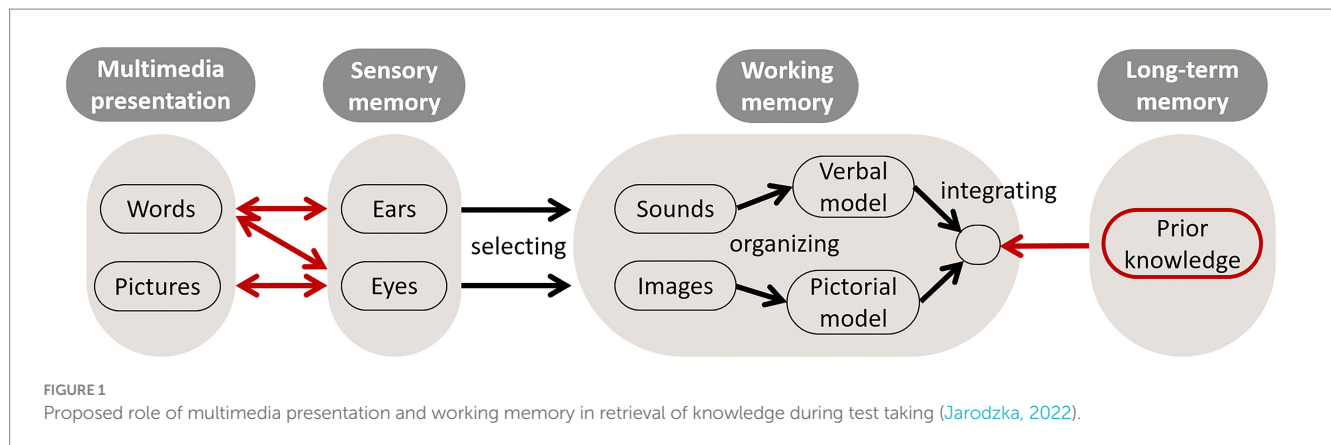 Multimedia
presentation
Sensory
memory
Working
memory
Long-term
memory
Words
Pictures
Ears
Eyes
selecting
Sounds
Images
organizing
Verbal
model
Pictorial
model
integrating
Prior
knowledge
FIGURE 1
Proposed role of multimedia presentation and working memory in retrieval of knowledge during test taking (Jarodzka, 2022).